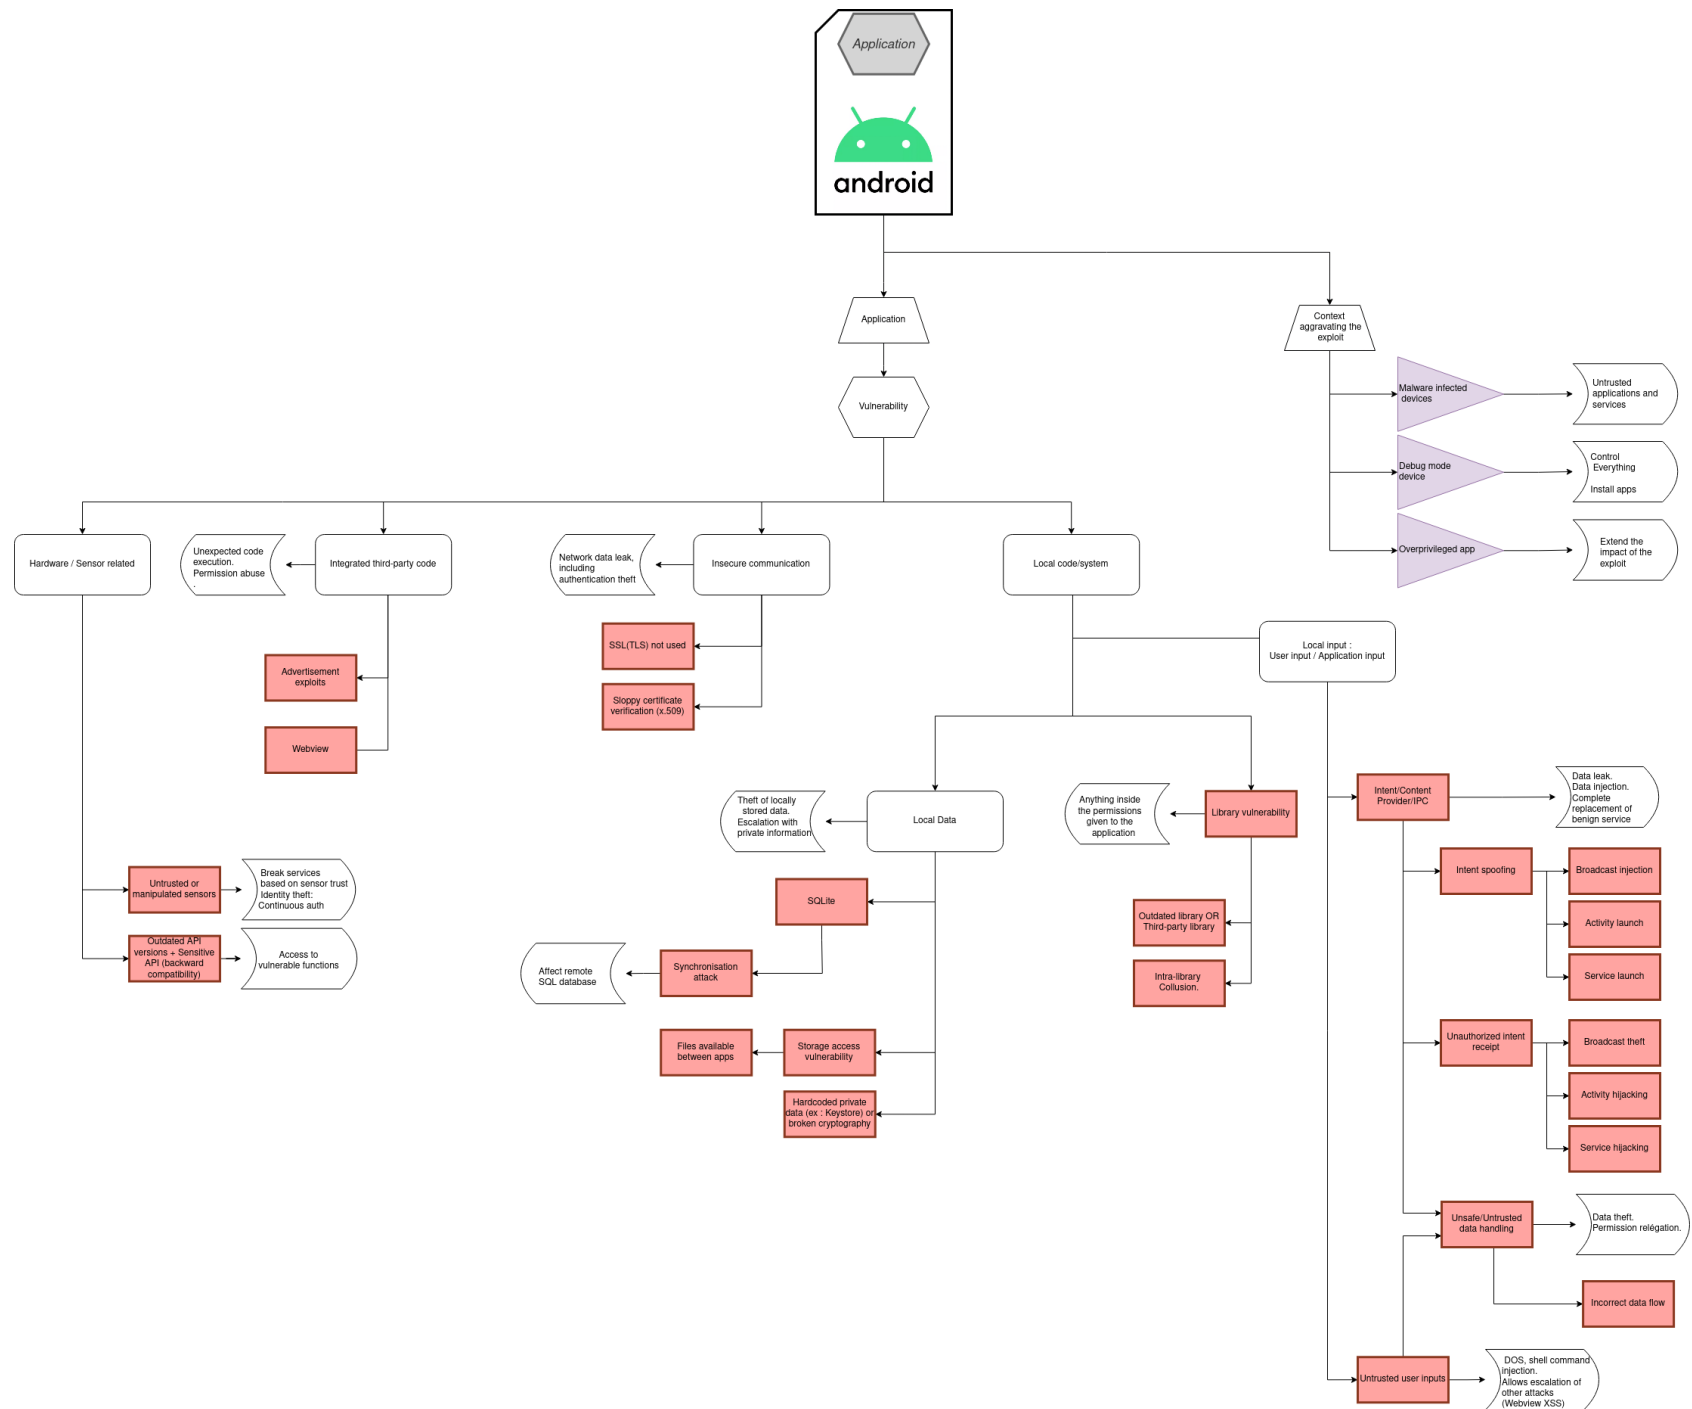 Application
android
Application
Context
aggravating the
exploit
Vulnerability
Malware infected
devices
Untrusted
applications and
services
Debug mode
device
Control
Everything
Install apps
Overprivileged app
Extend the
impact of the
exploit
Hardware / Sensor related
Unexpected code
execution.
Permission abuse
.
Integrated third-party code
Network data leak,
including
authentication theft
Insecure communication
Local code/system
Advertisement
exploits
Webview
SSL(TLS) not used
Sloppy certificate
verification (x.509)
Local input :
User input / Application input
Theft of locally
stored data.
Escalation with
private information
Local Data
Anything inside
the permissions
given to the
application
Library vulnerability
Intent/Content
Provider/IPC
Data leak.
Data injection.
Complete
replacement of
benign service
Untrusted or
manipulated sensors
Break services
based on sensor trust
Identity theft:
Continuous auth
Outdated API
versions + Sensitive
API (backward
compatibility)
Access to
vulnerable functions
SQLite
Affect remote
SQL database
Synchronisation
attack
Files available
between apps
Storage access
vulnerability
Hardcoded private
data (ex : Keystore) or
broken cryptography
Outdated library OR
Third-party library
Intra-library
Collusion.
Intent spoofing
Broadcast injection
Activity launch
Service launch
Unauthorized intent
receipt
Broadcast theft
Activity hijacking
Service hijacking
Unsafe/Untrusted
data handling
Data theft.
Permission relégation.
Incorrect data flow
Untrusted user inputs
DOS, shell command
injection.
Allows escalation of
other attacks
(Webview XSS)